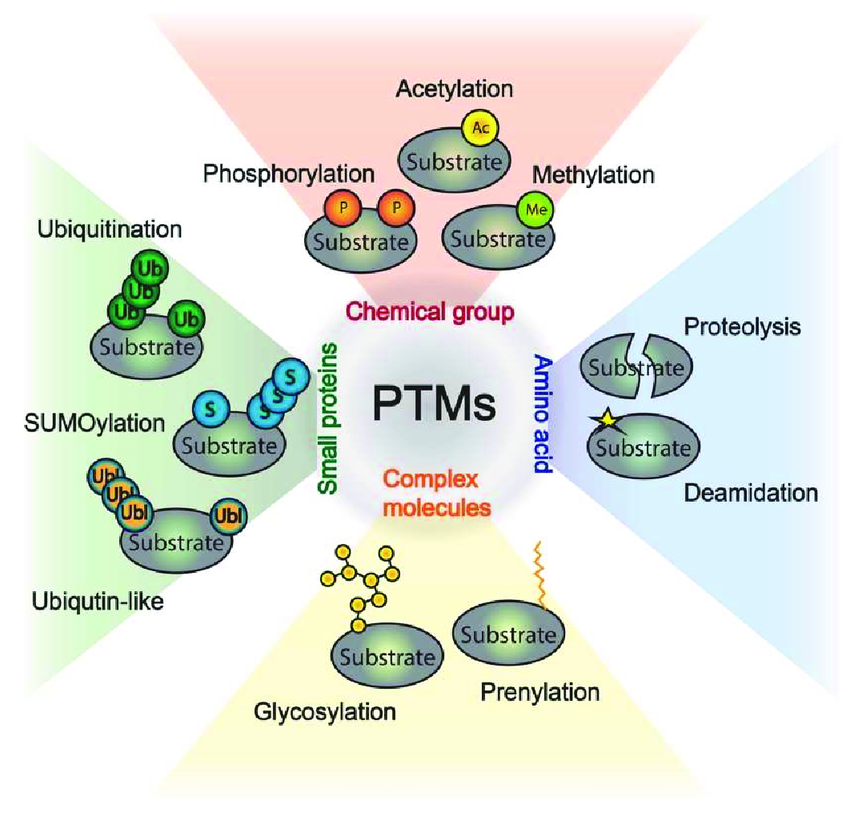 Acetylation
Ac
Substrate
Phosphorylation
P P
Substrate
Methylation
Me
Substrate
Chemical group
Ubiquitination
Ub
Ub
Ub
Ub
Substrate
SUMOylation
S
S
S
S
Substrate
Ubl
Ubl
Ubl
Ubl
Substrate
Ubiqutin-like
Small proteins
PTMs
Amino acid
Proteolysis
Substrate
Substrate
Deamidation
Complex
molecules
Substrate
Glycosylation
Substrate
Prenylation